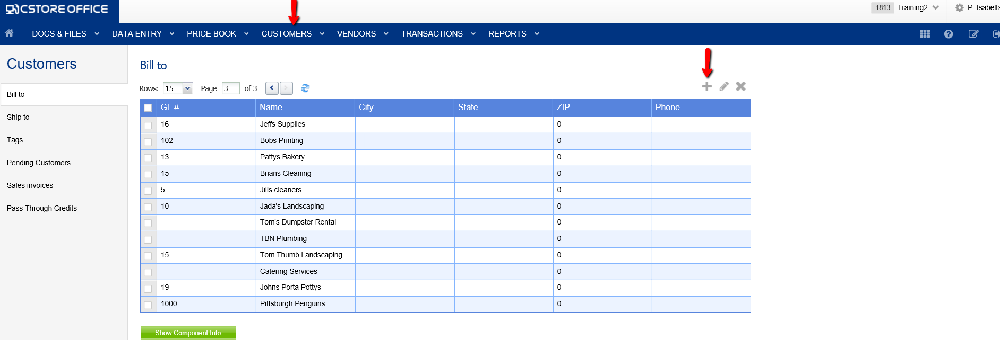 CSTORE OFFICE
1813 Training2 P. Isabella
DOCS & FILES DATA ENTRY PRICE BOOK CUSTOMERS VENDORS TRANSACTIONS REPORTS
Customers
Bill to
Ship to
Tags
Pending Customers
Sales invoices
Pass Through Credits
Bill to
Rows: 15 Page 3 of 3
GL # Name City State ZIP Phone
16 Jeffs Supplies 0
102 Bobs Printing 0
13 Pattys Bakery 0
15 Brians Cleaning 0
5 Jills cleaners 0
10 Jada's Landscaping 0
Tom's Dumpster Rental 0
TBN Plumbing 0
15 Tom Thumb Landscaping 0
Catering Services 0
19 Johns Porta Pottys 0
1000 Pittsburgh Penguins 0
Show Component Info